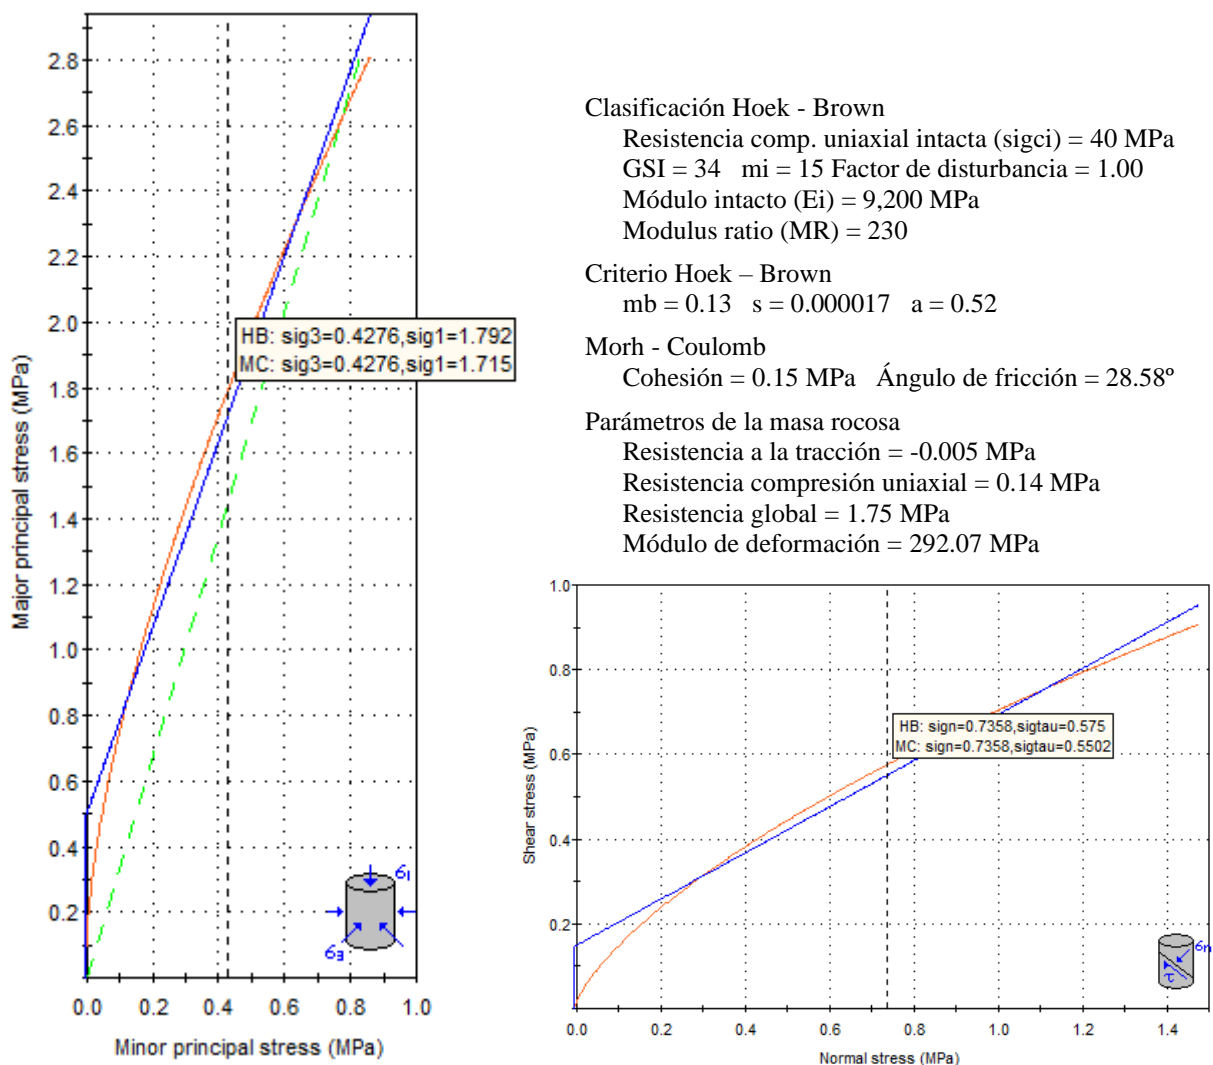 2.8
2.6
2.4
2.2
2.0
1.8
1.6
1.4
1.2
1.0
0.8
0.6
0.4
0.2
Major principal stress (MPa)
HB: sig3=0.4276,sig1=1.792
MC: sig3=0.4276,sig1=1.715
σ1
σ3
0.0 0.2 0.4 0.6 0.8 1.0
Minor principal stress (MPa)
Clasificación Hoek - Brown
Resistencia comp. uniaxial intacta (sigci) = 40 MPa
GSI = 34 mi = 15 Factor de disturbancia = 1.00
Módulo intacto (Ei) = 9,200 MPa
Modulus ratio (MR) = 230
Criterio Hoek – Brown
mb = 0.13 s = 0.000017 a = 0.52
Morh - Coulomb
Cohesión = 0.15 MPa Ángulo de fricción = 28.58º
Parámetros de la masa rocosa
Resistencia a la tracción = -0.005 MPa
Resistencia compresión uniaxial = 0.14 MPa
Resistencia global = 1.75 MPa
Módulo de deformación = 292.07 MPa
1.0
0.8
0.6
0.4
0.2
Shear stress (MPa)
HB: sign=0.7358,sigtau=0.575
MC: sign=0.7358,sigtau=0.5502
σn
τ
0.0 0.2 0.4 0.6 0.8 1.0 1.2 1.4
Normal stress (MPa)